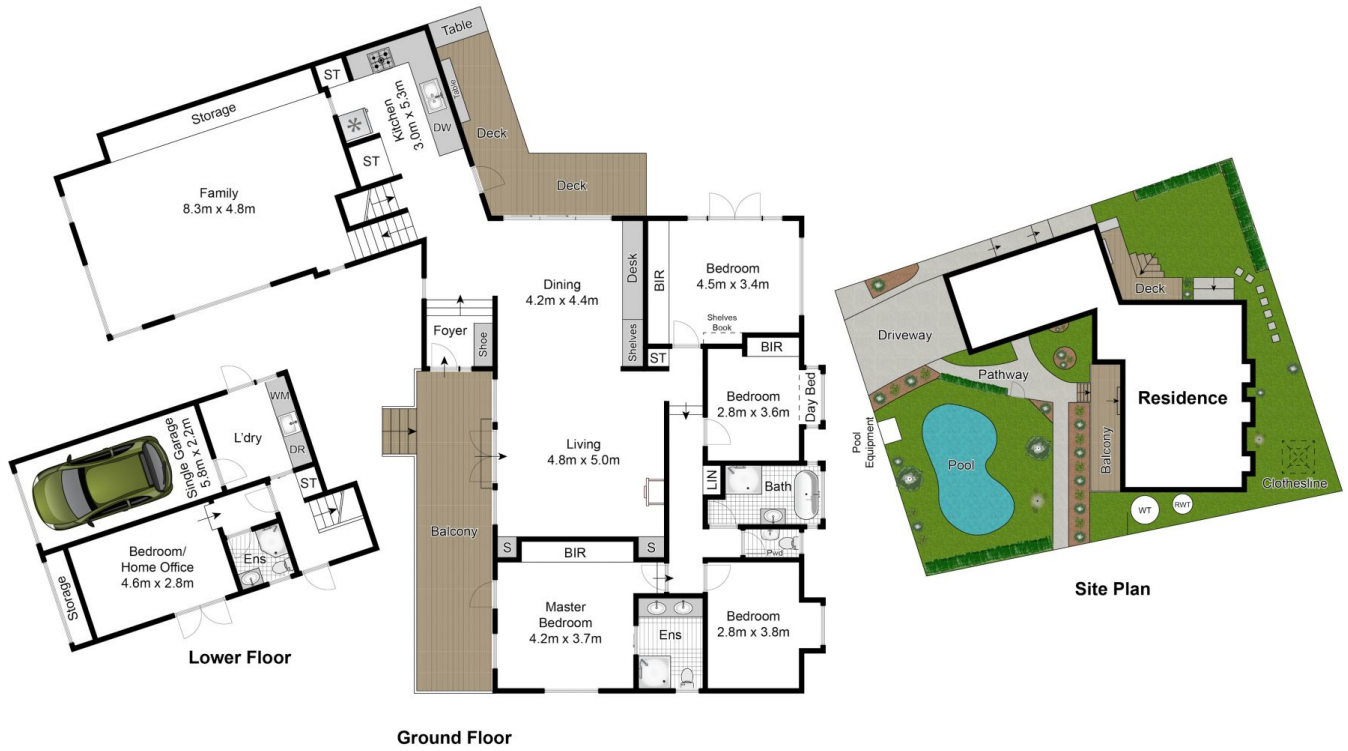 Table
Table
ST
Storage
Kitchen
3.0m x 5.3m
DW
Deck
ST
Deck
Family
8.3m x 4.8m
Dining
4.2m x 4.4m
Desk
Shelves
BIR
Bedroom
4.5m x 3.4m
Shelves
Book
Foyer
Shoe
ST
BIR
Bedroom
2.8m x 3.6m
Day Bed
Living
4.8m x 5.0m
LIN
Bath
Pwd
Balcony
S
BIR
S
Master
Bedroom
4.2m x 3.7m
Ens
Bedroom
2.8m x 3.8m
Ground Floor
Single Garage
5.8m x 2.2m
L'dry
WM
DR
ST
Bedroom/
Home Office
4.6m x 2.8m
Ens
Storage
Lower Floor
Deck
Driveway
Pathway
Residence
Balcony
Pool
Equipment
Pool
Clothesline
WT
RWT
Site Plan